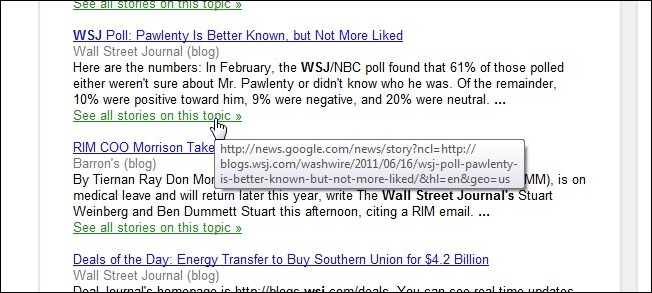 See all stories on this topic »
WSJ Poll: Pawlenty Is Better Known, but Not More Liked
Wall Street Journal (blog)
Here are the numbers: In February, the WSJ/NBC poll found that 61% of those polled
either weren't sure about Mr. Pawlenty or didn't know who he was. Of the remainder,
10% were positive toward him, 9% were negative, and 20% were neutral. ...
See all stories on this topic »
http://news.google.com/news/story?ncl=http://
blogs.wsj.com/washwire/2011/06/16/wsj-poll-pawlenty-
is-better-known-but-not-more-liked/&hl=en&geo=us
RIM COO Morrison Take
Barron's (blog)
By Tiernan Ray Don Mor MM), is on
medical leave and will return later this year, write The Wall Street Journal's Stuart
Weinberg and Ben Dummett Stuart this afternoon, citing a RIM email. ...
See all stories on this topic »
Deals of the Day: Energy Transfer to Buy Southern Union for $4.2 Billion
Wall Street Journal (blog)
Deal Journal's homepage is http://blogs.wsj.com/deals. You can see real time updates